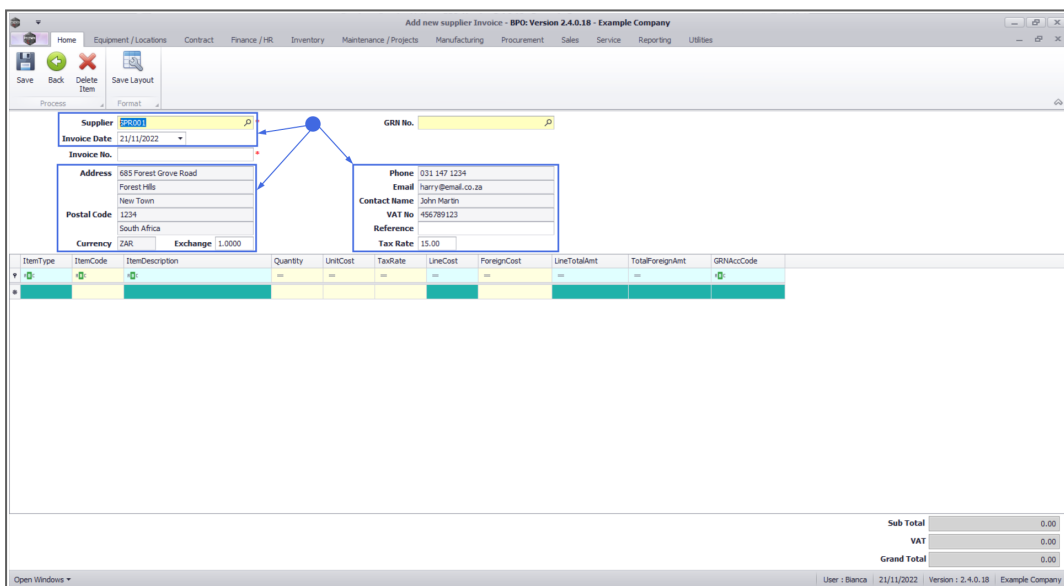 Add new supplier Invoice - BPO: Version 2.4.0.18 - Example Company
Home Equipment / Locations Contract Finance / HR Inventory Maintenance / Projects Manufacturing Procurement Sales Service Reporting Utilities
Save Back Delete Item Save Layout
Process Format
Supplier SPR001 * GRN No.
Invoice Date 21/11/2022
Invoice No. *
Address 685 Forest Grove Road Phone 031 147 1234
Forest Hills Email harry@email.co.za
New Town Contact Name John Martin
Postal Code 1234 VAT No 456789123
South Africa Reference
Currency ZAR Exchange 1.0000 Tax Rate 15.00
ItemType ItemCode ItemDescription Quantity UnitCost TaxRate LineCost ForeignCost LineTotalAmt TotalForeignAmt GRNAccCode
= = = = = = =
Sub Total 0.00
VAT 0.00
Grand Total 0.00
Open Windows User : Bianca 21/11/2022 Version : 2.4.0.18 Example Company